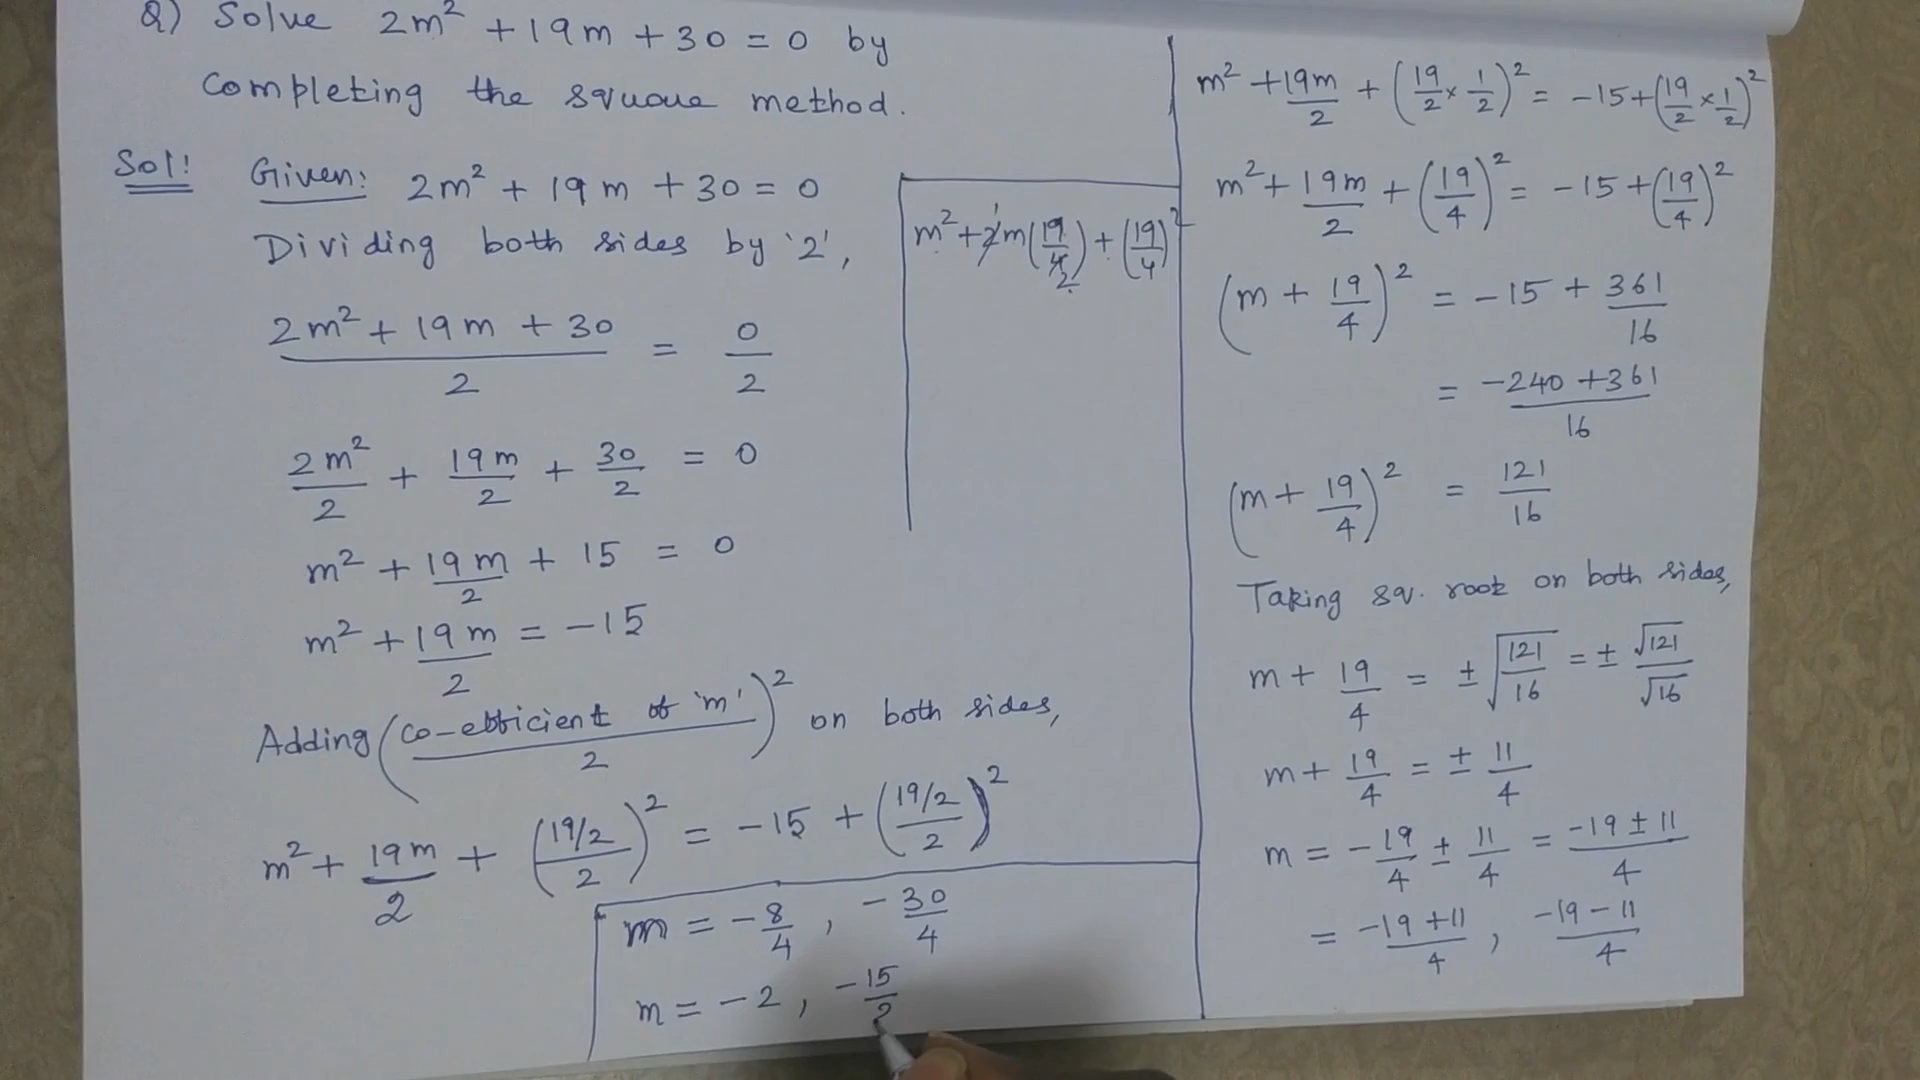 Q) Solve 2m² + 19m + 30 = 0 by
completing the square method.
Sol: Given: 2m² + 19m + 30 = 0
Dividing both sides by '2',
(2m² + 19m + 30)/2 = 0/2
2m²/2 + 19m/2 + 30/2 = 0
m² + 19m/2 + 15 = 0
m² + 19m/2 = -15
Adding (co-efficient of 'm'/2)² on both sides,
m² + 19m/2 + ((19/2)/2)² = -15 + ((19/2)/2)²
m² + 2m(19/4) + (19/4)²
1
2
m² + 19m/2 + (19/2 × 1/2)² = -15 + (19/2 × 1/2)²
m² + 19m/2 + (19/4)² = -15 + (19/4)²
(m + 19/4)² = -15 + 361/16
= (-240 + 361)/16
(m + 19/4)² = 121/16
Taking sq. root on both sides,
m + 19/4 = ± √(121/16) = ± √121/√16
m + 19/4 = ± 11/4
m = -19/4 ± 11/4 = (-19 ± 11)/4
= (-19 + 11)/4 , (-19 - 11)/4
m = -8/4 , -30/4
m = -2 , -15/2